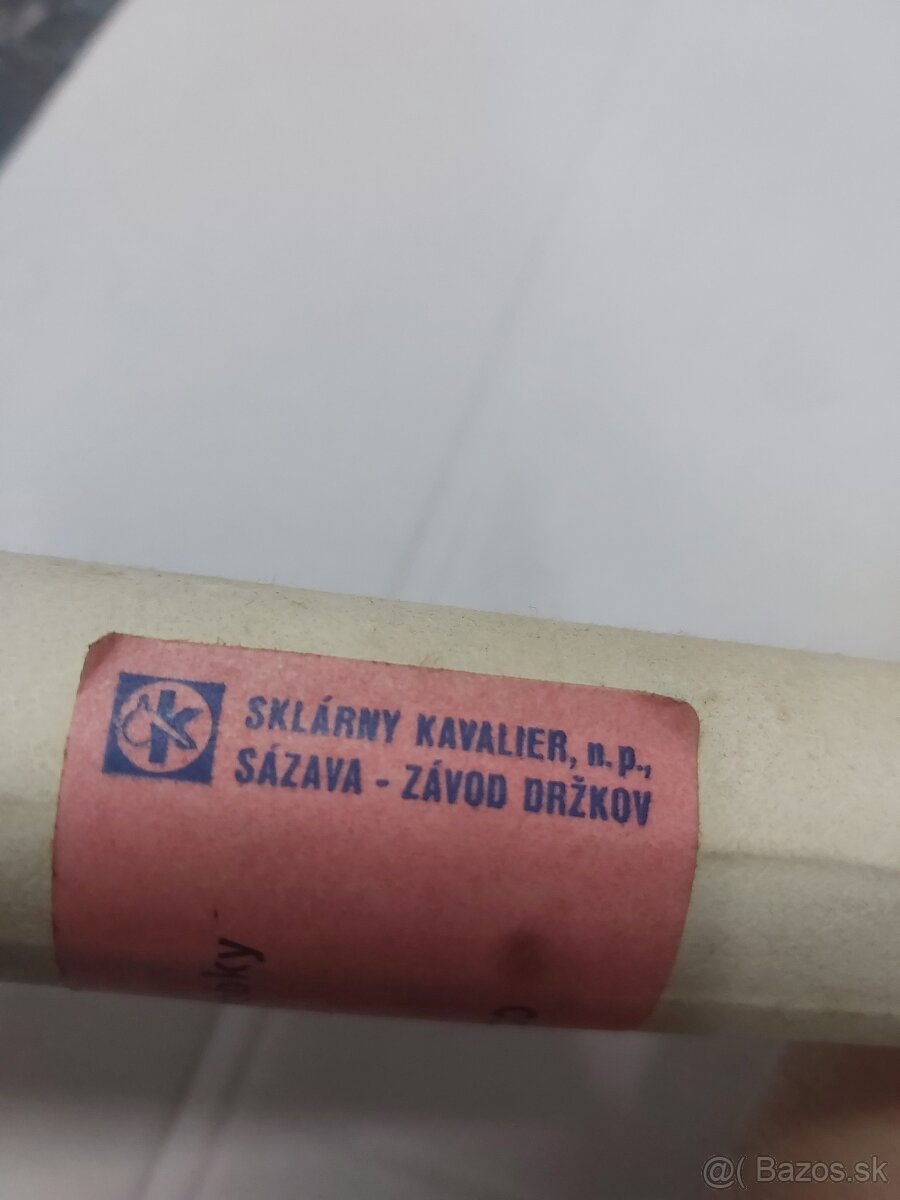 SKLÁRNY KAVALIER, n.p.,
SÁZAVA - ZÁVOD DRŽKOV
@( Bazos.sk